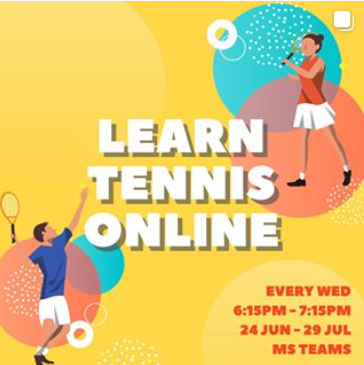 LEARN
TENNIS
ONLINE
EVERY WED
6:15PM - 7:15PM
24 JUN - 29 JUL
MS TEAMS